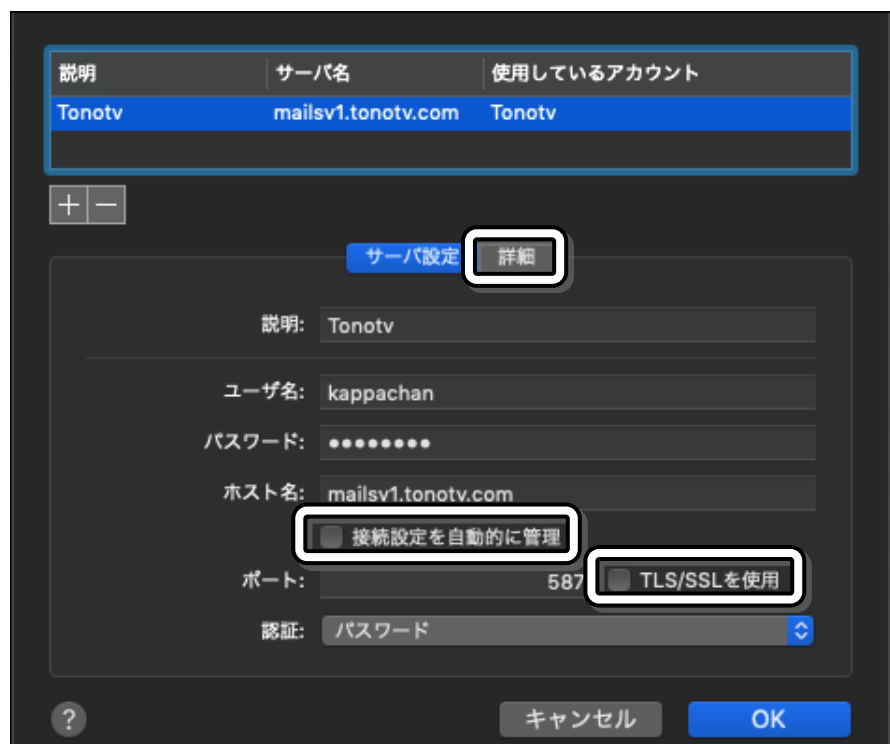 説明 サーバ名 使用しているアカウント
Tonotv mailsv1.tonotv.com Tonotv
サーバ設定 詳細
説明: Tonotv
ユーザ名: kappachan
パスワード: ●●●●●●●●
ホスト名: mailsv1.tonotv.com
接続設定を自動的に管理
ポート: 587 TLS/SSLを使用
認証: パスワード
? キャンセル OK